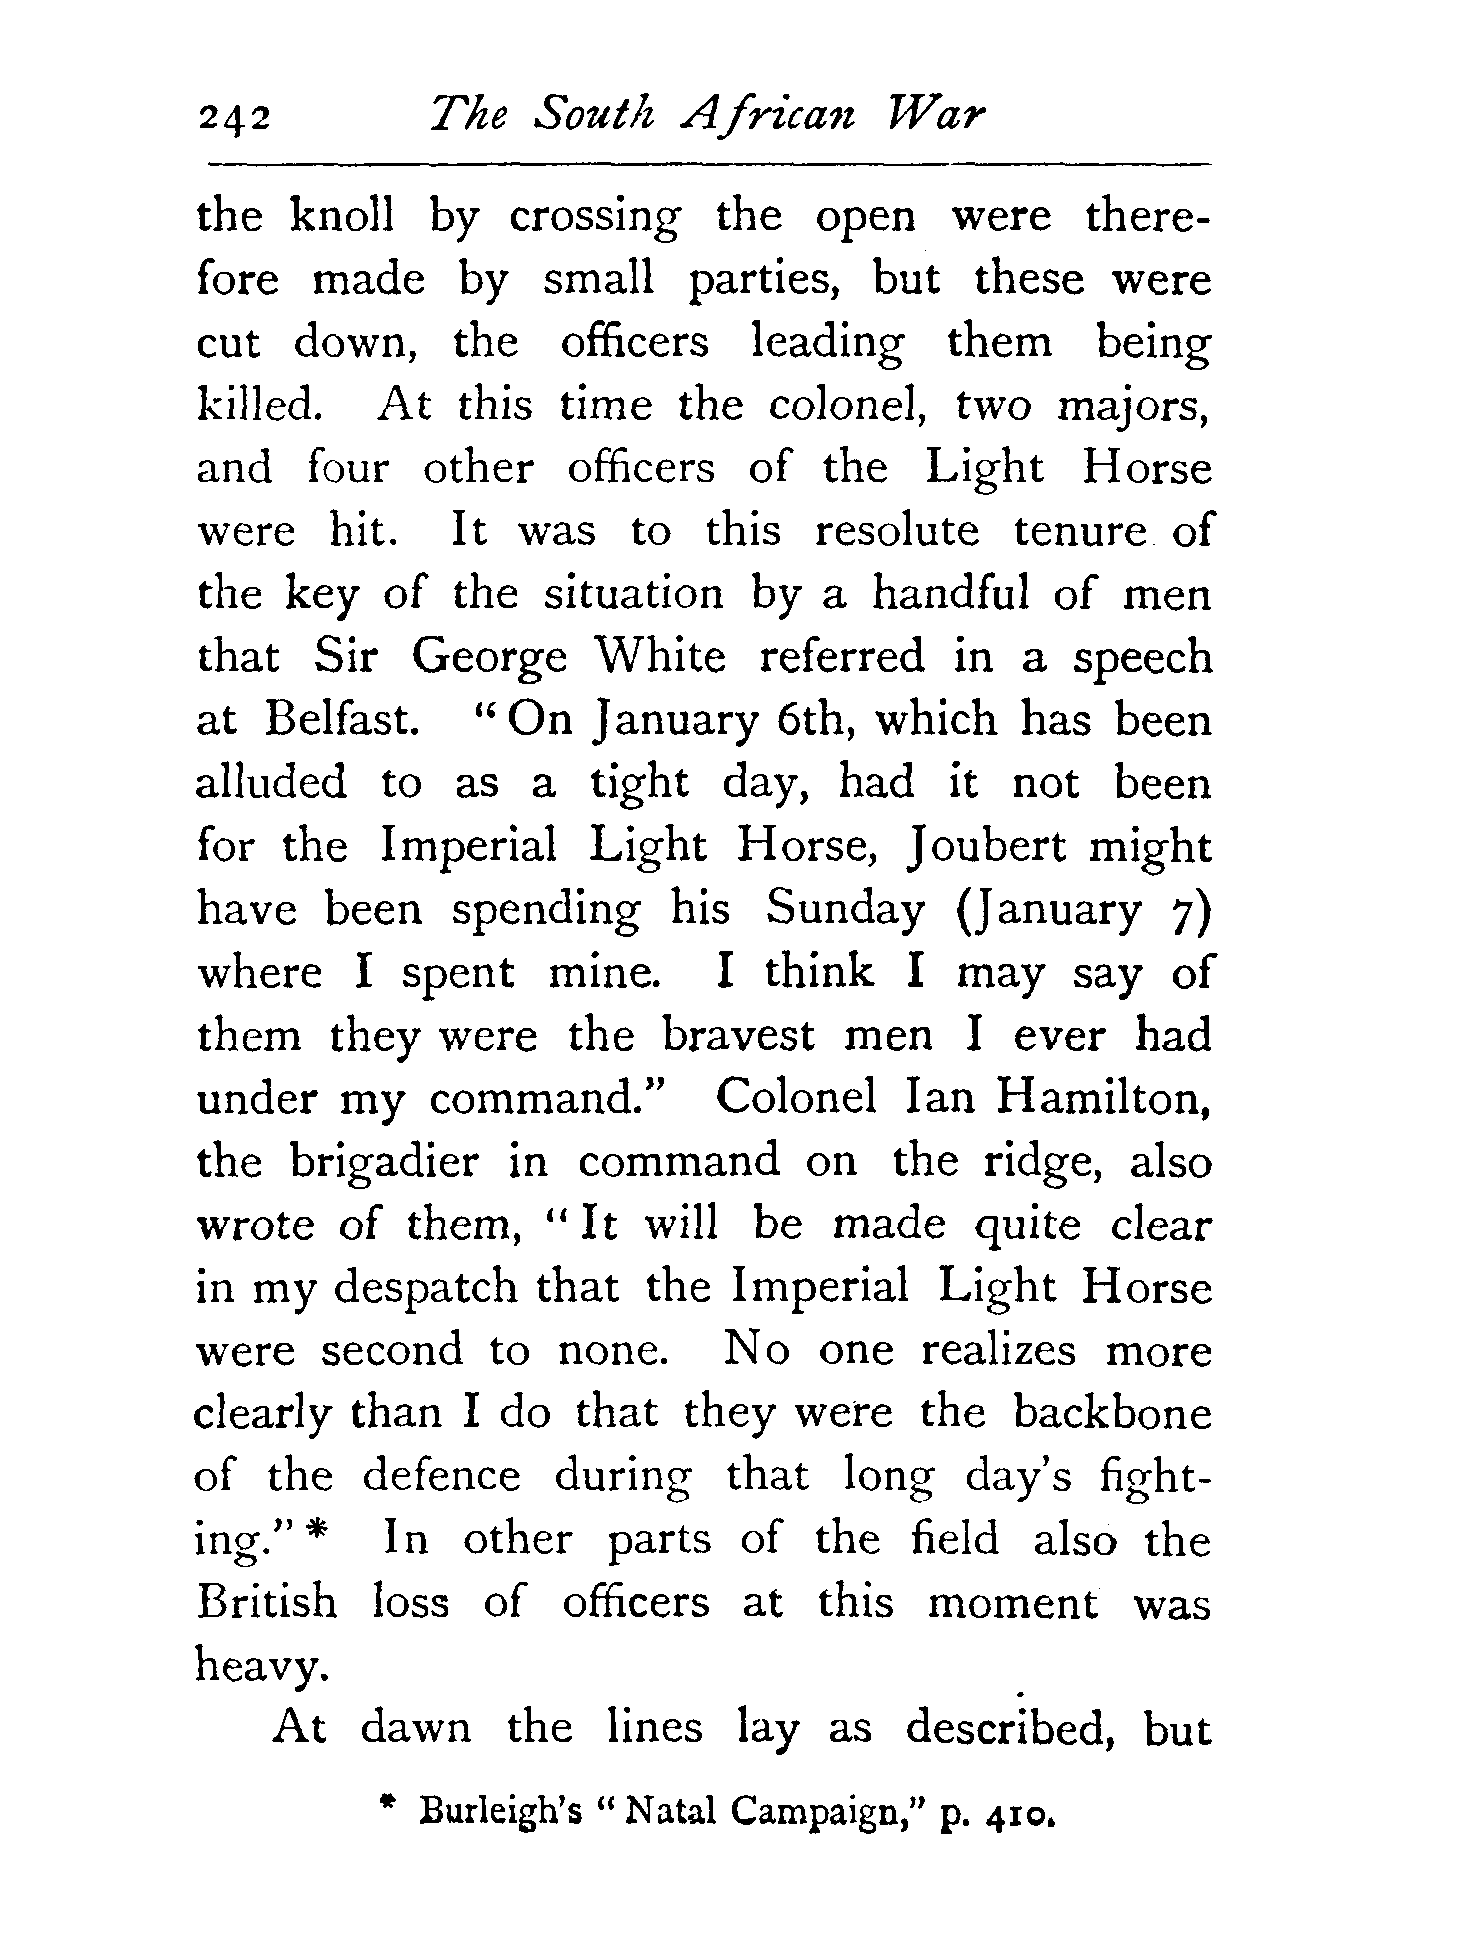 242 The South African War
the knoll by crossing the open were there-
fore made by small parties, but these were
cut down, the officers leading them being
killed. At this time the colonel, two majors,
and four other officers of the Light Horse
were hit. It was to this resolute tenure of
the key of the situation by a handful of men
that Sir George White referred in a speech
at Belfast. “On January 6th, which has been
alluded to as a tight day, had it not been
for the Imperial Light Horse, Joubert might
have been spending his Sunday (January 7)
where I spent mine. I think I may say of
them they were the bravest men I ever had
under my command.” Colonel Ian Hamilton,
the brigadier in command on the ridge, also
wrote of them, “It will be made quite clear
in my despatch that the Imperial Light Horse
were second to none. No one realizes more
clearly than I do that they were the backbone
of the defence during that long day's fight-
ing.”* In other parts of the field also the
British loss of officers at this moment was
heavy.
At dawn the lines lay as described, but
* Burleigh's “Natal Campaign,” p. 410.